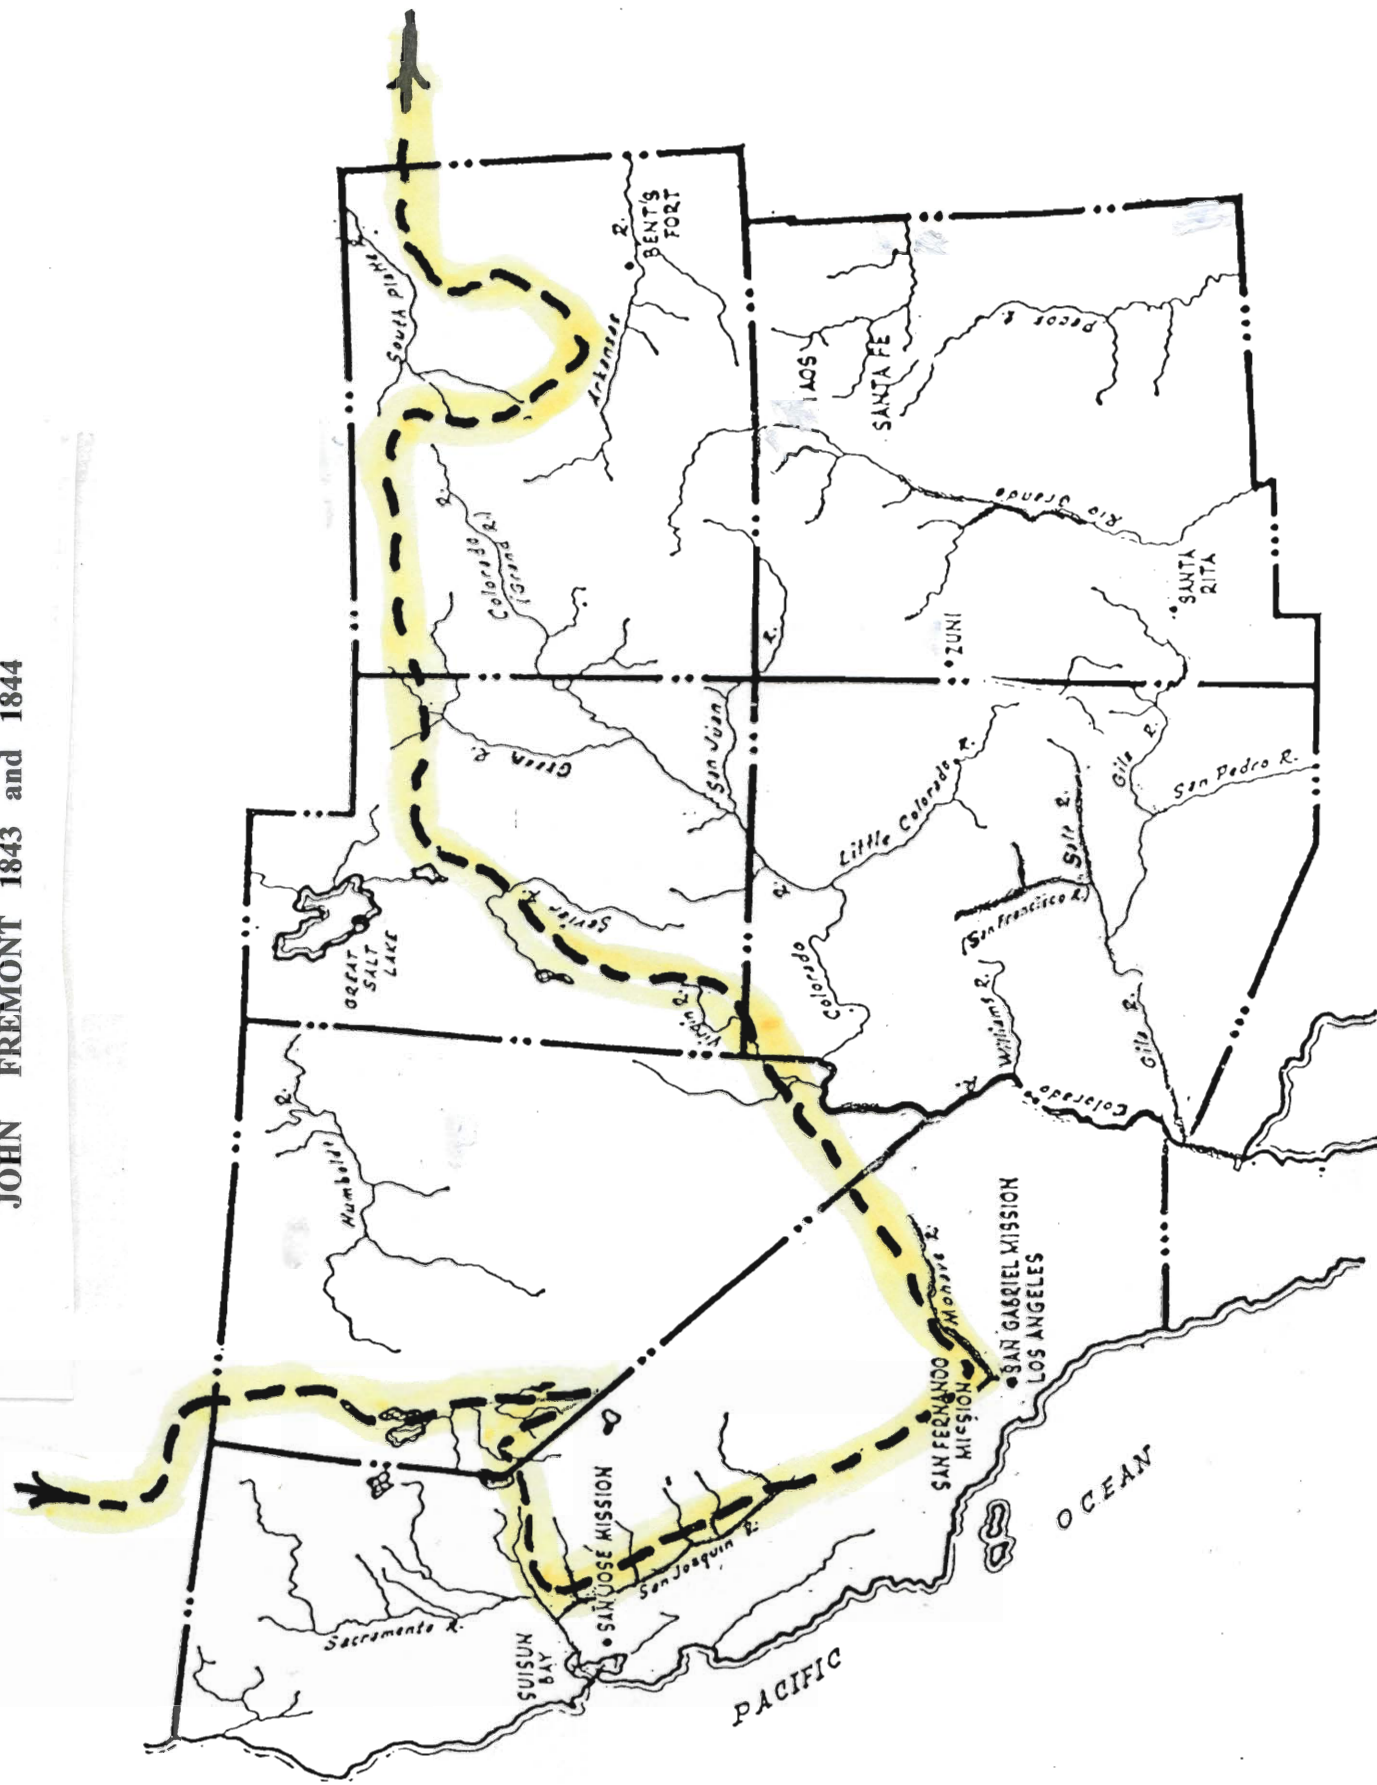 JOHN FREMONT 1843 and 1844
South Platte R.
Arkansas R.
BENT'S
FORT
Colorado R.
(Grand R.)
Green R.
San Juan
R.
GREAT
SALT
LAKE
Sevier R.
Virgin R.
Humboldt R.
TAOS
SANTA FE
Pecos R.
Rio Grande
SANTA
RITA
ZUNI
Little Colorado R.
Colorado R.
Gila R.
San Pedro R.
Salt R.
(San Francisco R.)
Williams R.
Gila R.
Colorado R.
Mohave R.
SAN GABRIEL MISSION
LOS ANGELES
SAN FERNANDO
MISSION
SAN JOSE MISSION
San Joaquin R.
Sacramento R.
SUISUN
BAY
PACIFIC
OCEAN